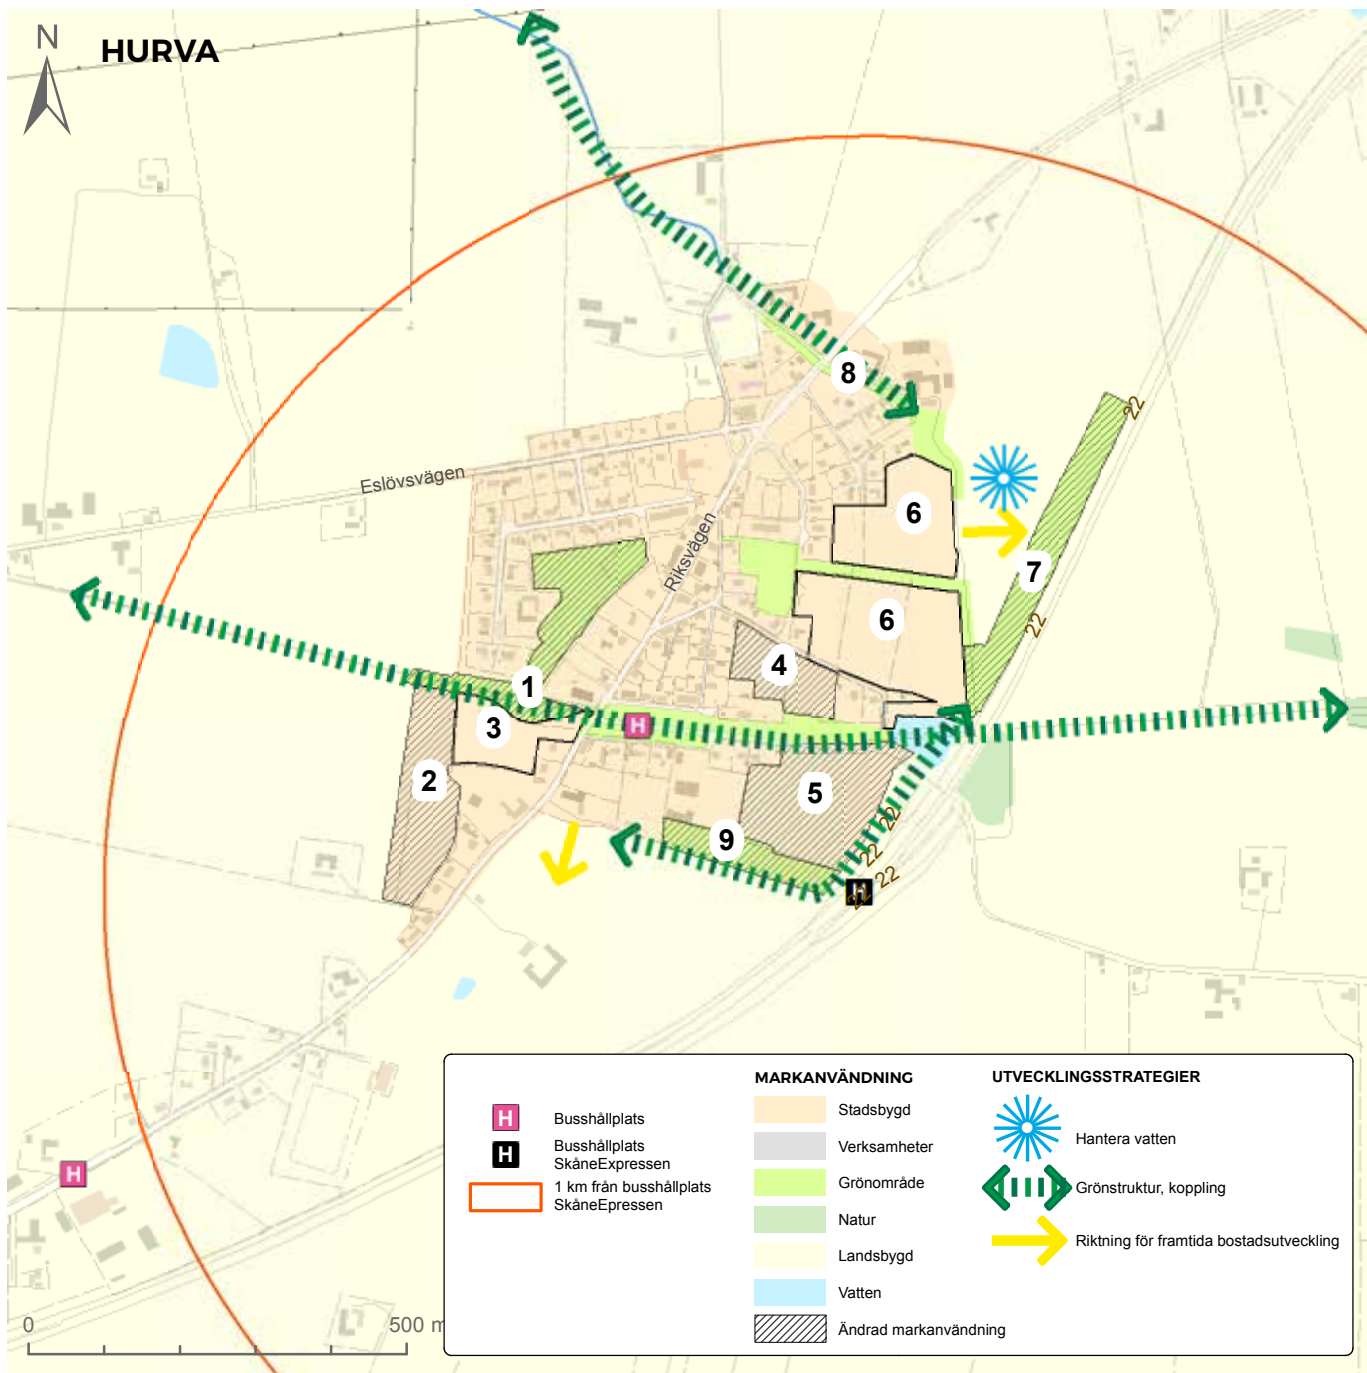 N
HURVA
8
22
Eslövsvägen
Riksvägen
6
7
22
6
4
1
3
H
2
5
22
9
22
22
H
22
H
0
500 m
H
Busshållplats
H
Busshållplats
SkåneExpressen
1 km från busshållplats
SkåneEpressen
MARKANVÄNDNING
Stadsbygd
Verksamheter
Grönområde
Natur
Landsbygd
Vatten
Ändrad markanvändning
UTVECKLINGSSTRATEGIER
Hantera vatten
Grönstruktur, koppling
Riktning för framtida bostadsutveckling